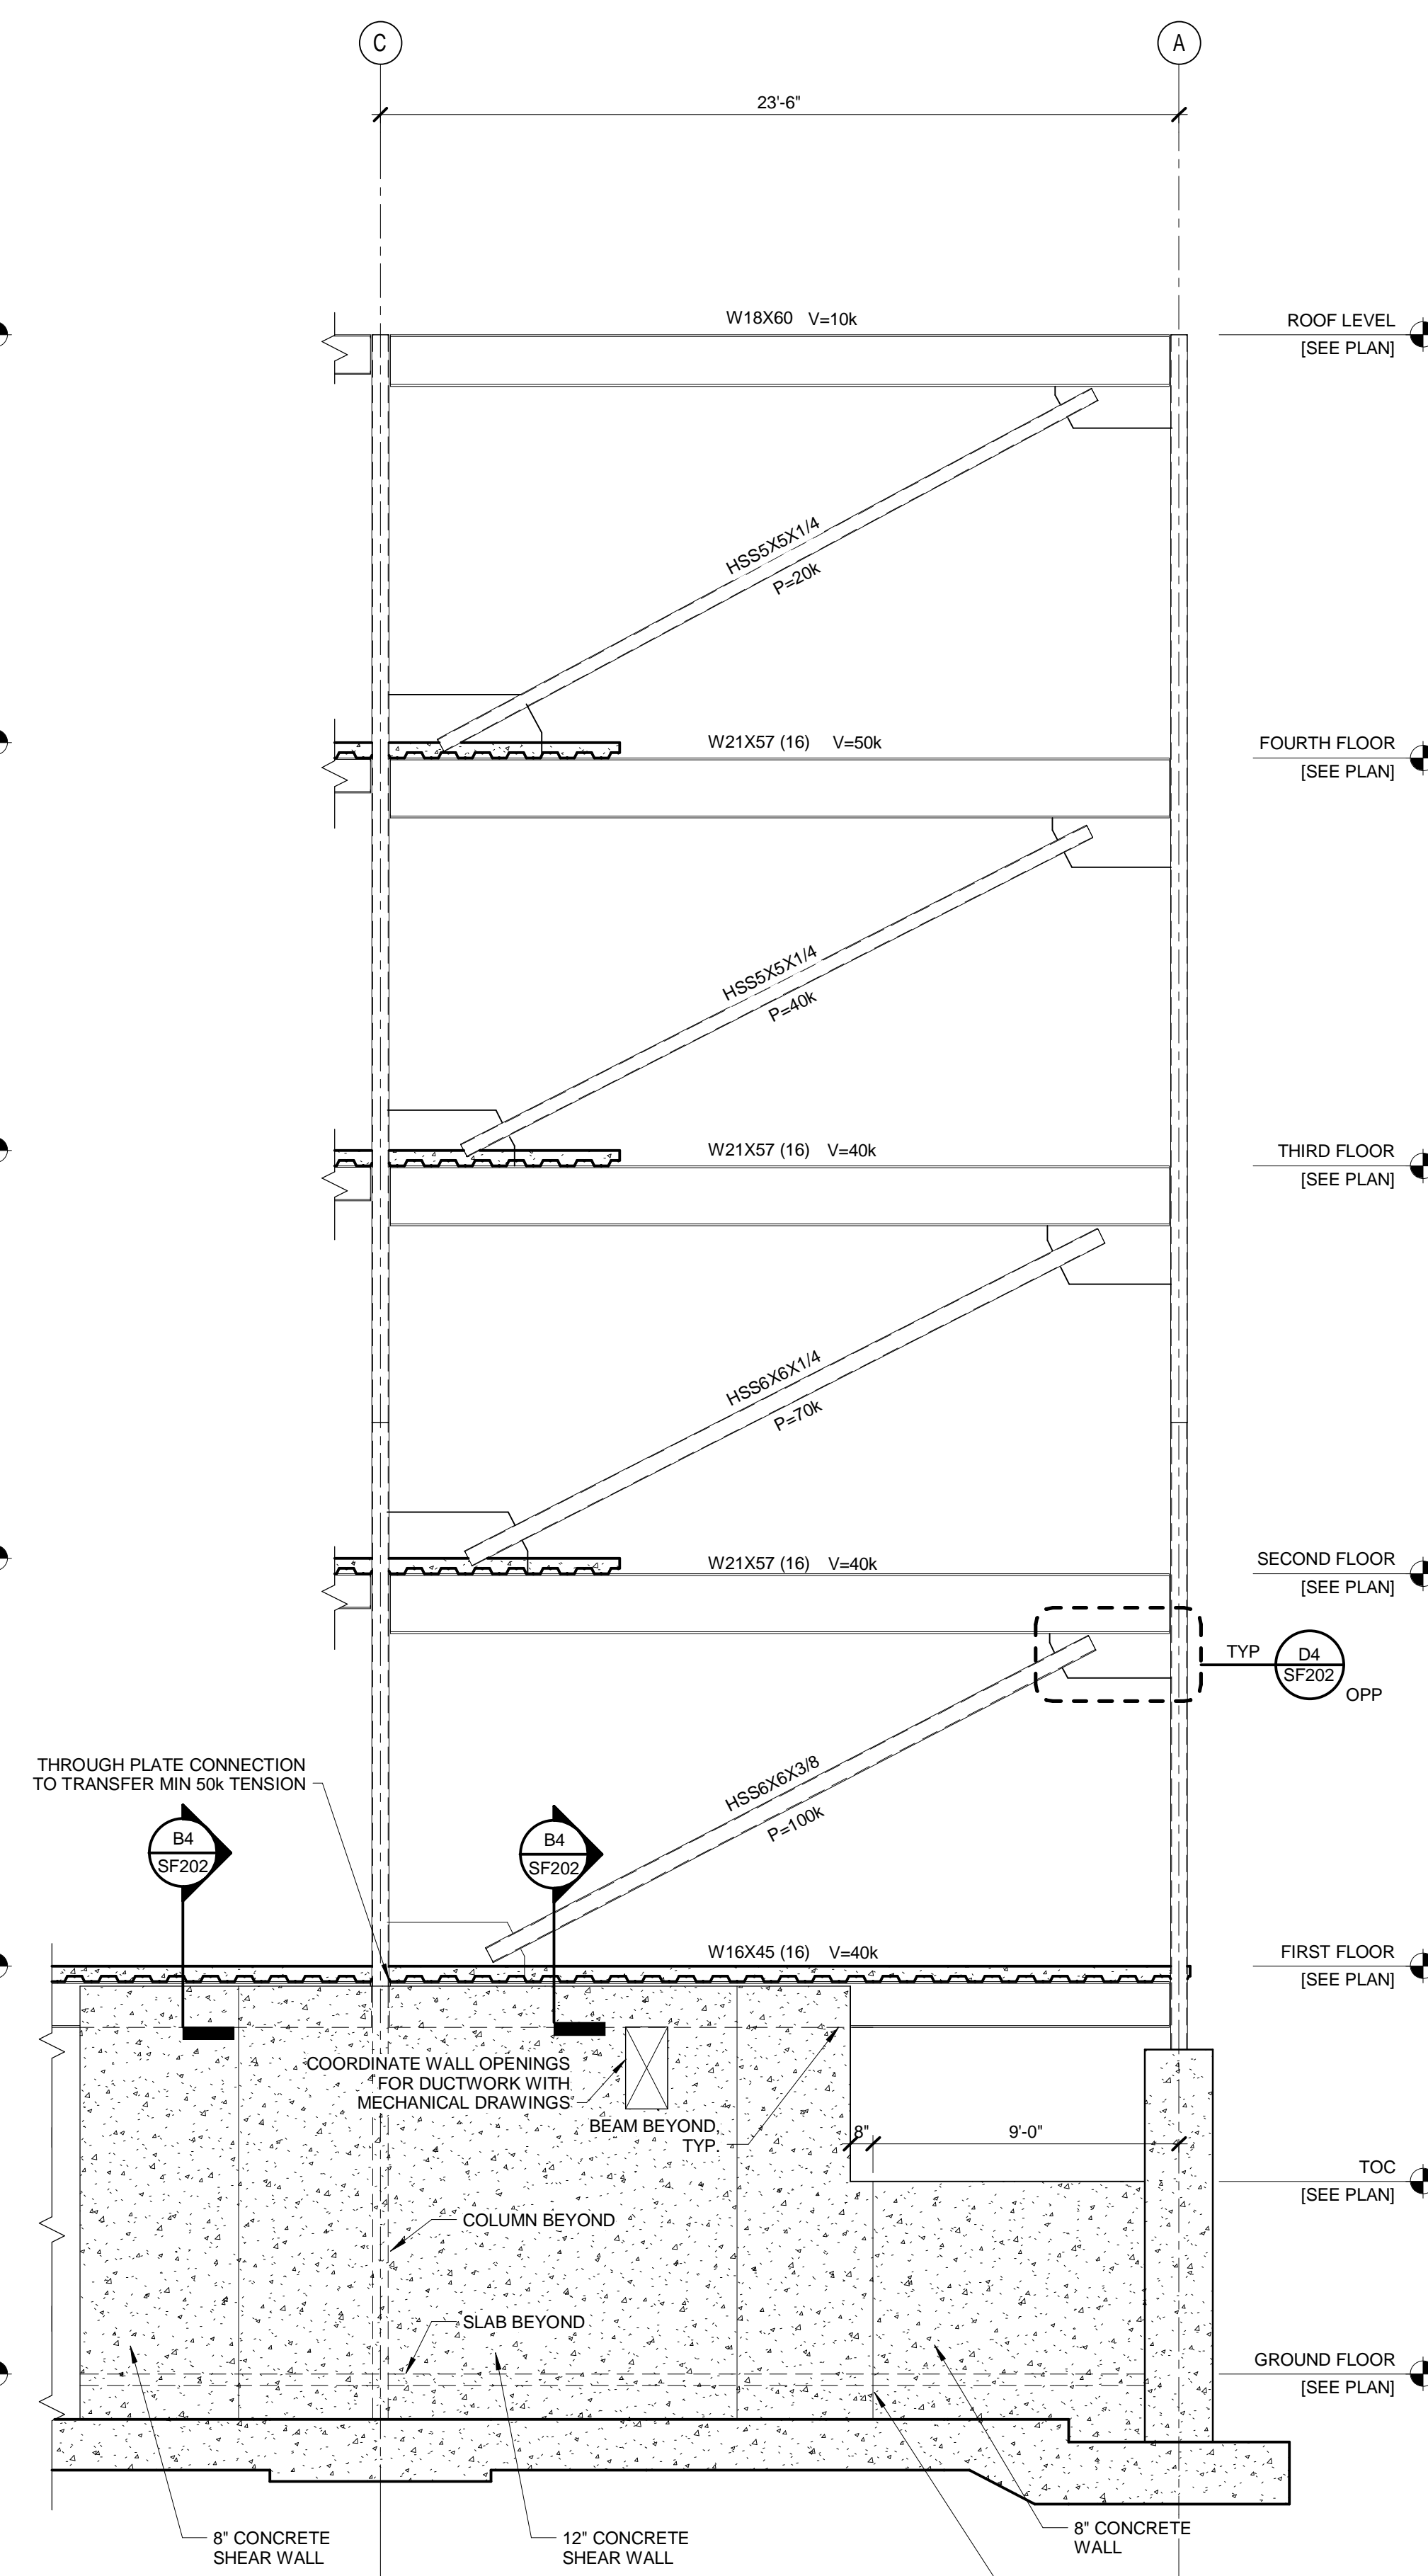 C
A
23'-6"
W18X60 V=10k
ROOF LEVEL
[SEE PLAN]
HSS5X5X1/4
P=20k
W21X57 (16) V=50k
FOURTH FLOOR
[SEE PLAN]
HSS5X5X1/4
P=40k
W21X57 (16) V=40k
THIRD FLOOR
[SEE PLAN]
HSS6X6X1/4
P=70k
W21X57 (16) V=40k
SECOND FLOOR
[SEE PLAN]
TYP
D4
SF202
OPP
THROUGH PLATE CONNECTION
TO TRANSFER MIN 50k TENSION
HSS6X6X3/8
P=100k
B4
SF202
B4
SF202
W16X45 (16) V=40k
FIRST FLOOR
[SEE PLAN]
COORDINATE WALL OPENINGS
FOR DUCTWORK WITH
MECHANICAL DRAWINGS
BEAM BEYOND,
TYP.
8"
9'-0"
TOC
[SEE PLAN]
COLUMN BEYOND
SLAB BEYOND
GROUND FLOOR
[SEE PLAN]
8" CONCRETE
SHEAR WALL
12" CONCRETE
SHEAR WALL
8" CONCRETE
WALL